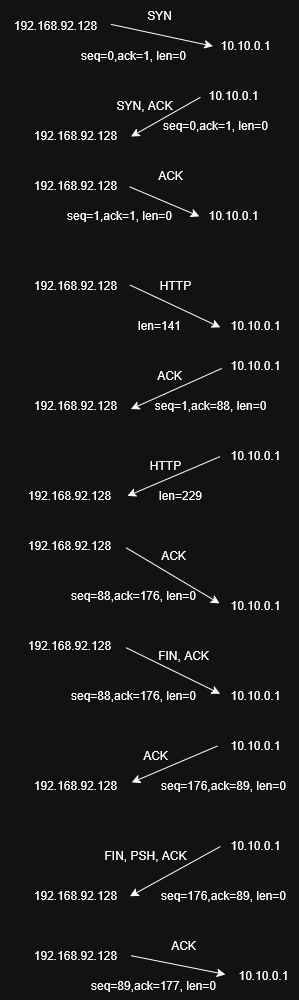 SYN
192.168.92.128
10.10.0.1
seq=0,ack=1, len=0
10.10.0.1
SYN, ACK
seq=0,ack=1, len=0
192.168.92.128
ACK
192.168.92.128
seq=1,ack=1, len=0
10.10.0.1
192.168.92.128
HTTP
len=141
10.10.0.1
10.10.0.1
ACK
192.168.92.128
seq=1,ack=88, len=0
10.10.0.1
HTTP
192.168.92.128
len=229
192.168.92.128
ACK
seq=88,ack=176, len=0
10.10.0.1
192.168.92.128
FIN, ACK
seq=88,ack=176, len=0
10.10.0.1
10.10.0.1
ACK
192.168.92.128
seq=176,ack=89, len=0
10.10.0.1
FIN, PSH, ACK
192.168.92.128
seq=176,ack=89, len=0
ACK
192.168.92.128
10.10.0.1
seq=89,ack=177, len=0